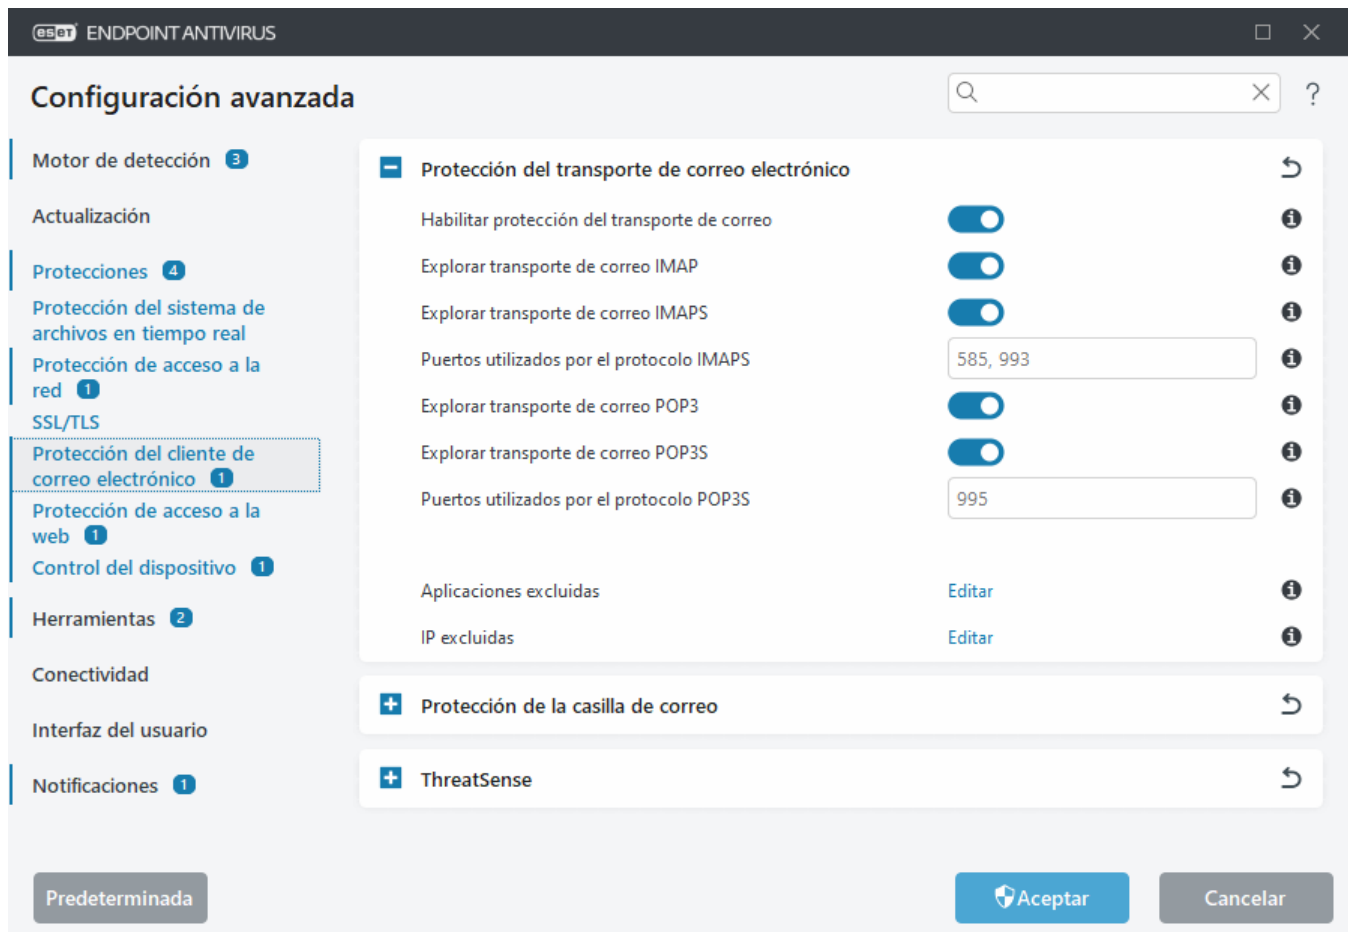 eset ENDPOINT ANTIVIRUS
Configuración avanzada
?
Motor de detección 3
Actualización
Protecciones 4
Protección del sistema de
archivos en tiempo real
Protección de acceso a la
red 1
SSL/TLS
Protección del cliente de
correo electrónico 1
Protección de acceso a la
web 1
Control del dispositivo 1
Herramientas 2
Conectividad
Interfaz del usuario
Notificaciones 1
Protección del transporte de correo electrónico
Habilitar protección del transporte de correo
Explorar transporte de correo IMAP
Explorar transporte de correo IMAPS
Puertos utilizados por el protocolo IMAPS 585, 993
Explorar transporte de correo POP3
Explorar transporte de correo POP3S
Puertos utilizados por el protocolo POP3S 995
Aplicaciones excluidas Editar
IP excluidas Editar
Protección de la casilla de correo
ThreatSense
Predeterminada
Aceptar
Cancelar